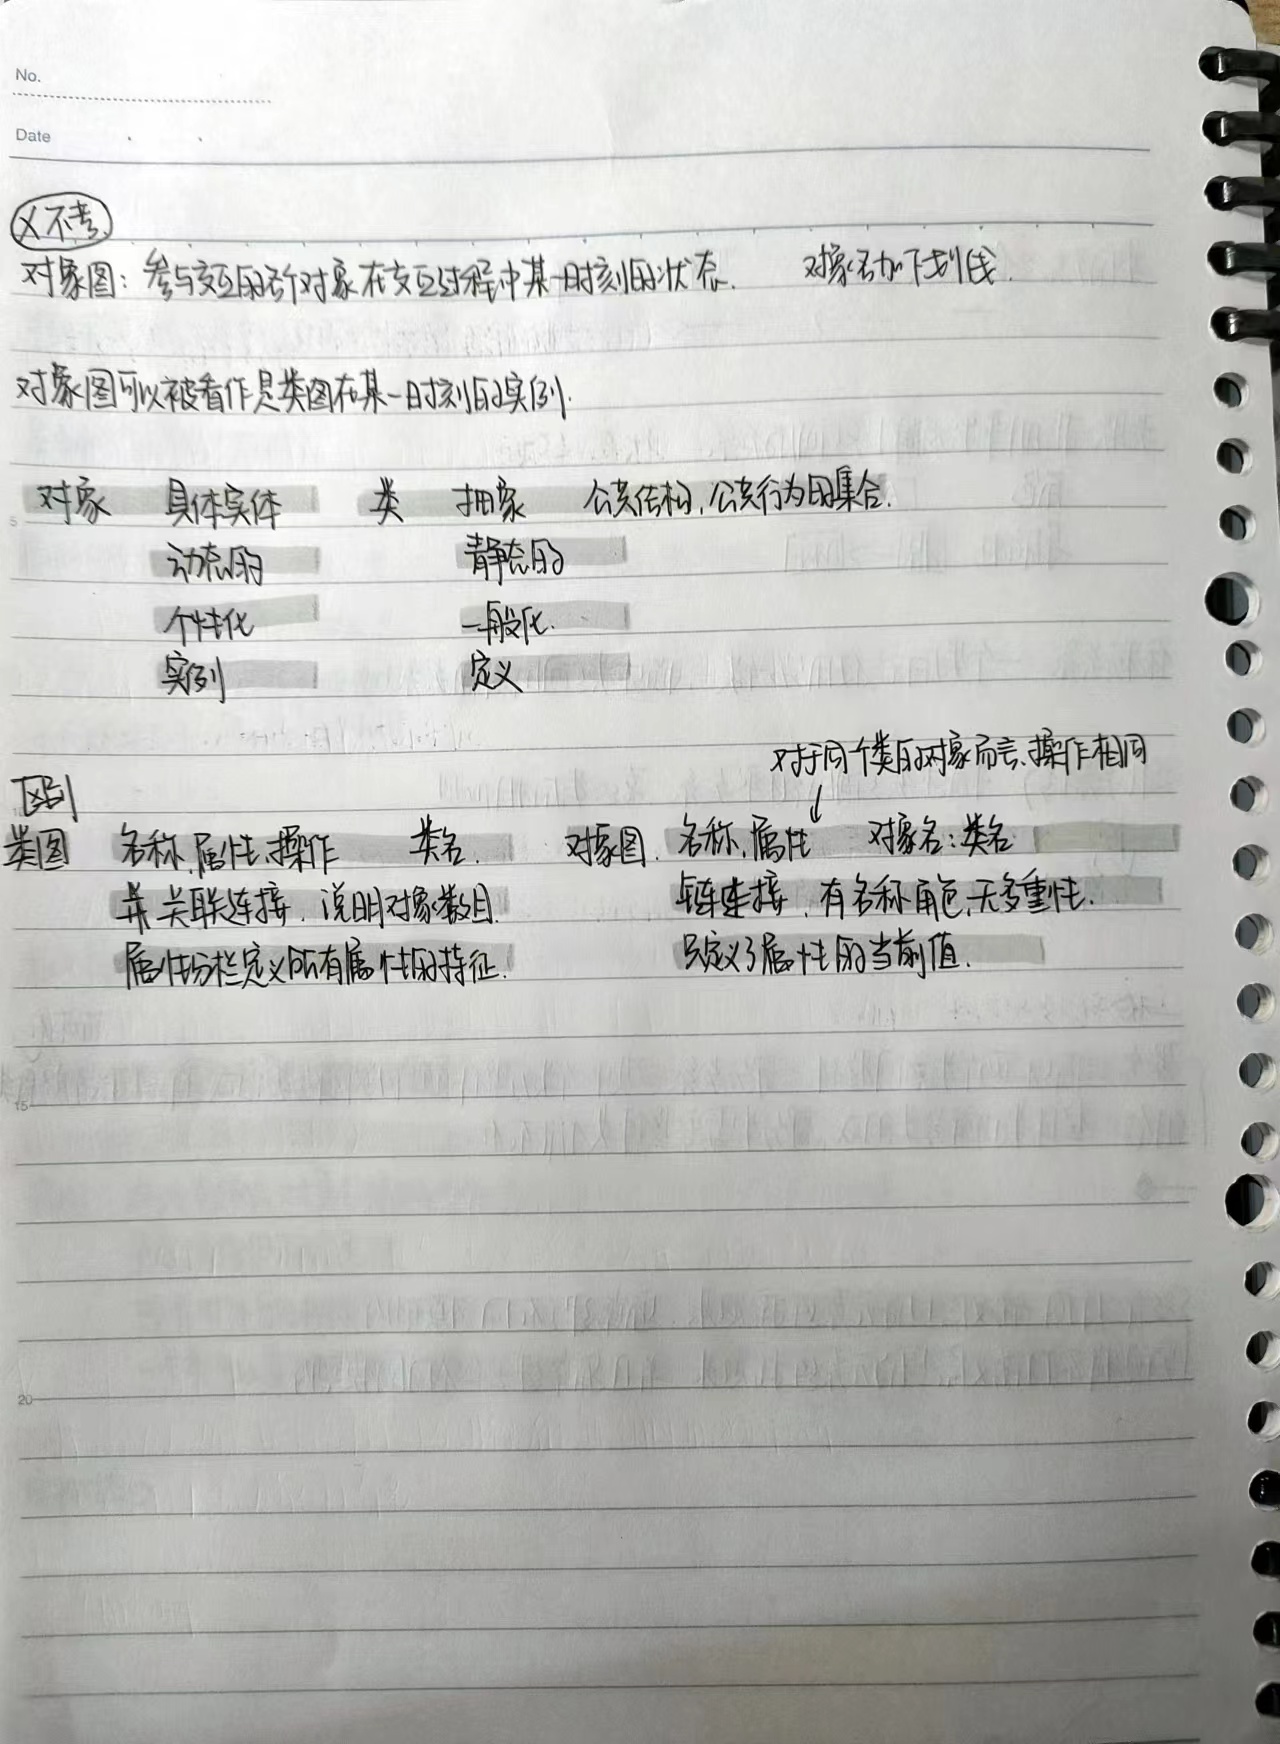 No.
Date
X不考
对象图：参与交互的各个对象在交互过程中某一时刻的状态. 对象名加下划线.
对象图可以被看作是类图在某一时刻的实例.
5
对象 具体实体 类 抽象 公共结构,公共行为的集合.
动态的 静态的
个性化 一般化.
实例 定义
对于同个类的对象而言、操作相同
区别
↓
类图 名称,属性,操作 类名. 对象图. 名称,属性 对象名：类名
关联连接, 说明对象数目. 链连接, 有名称角色,无多重性.
属性分栏定义所有属性的特征. 只定义了属性的当前值.
15
20